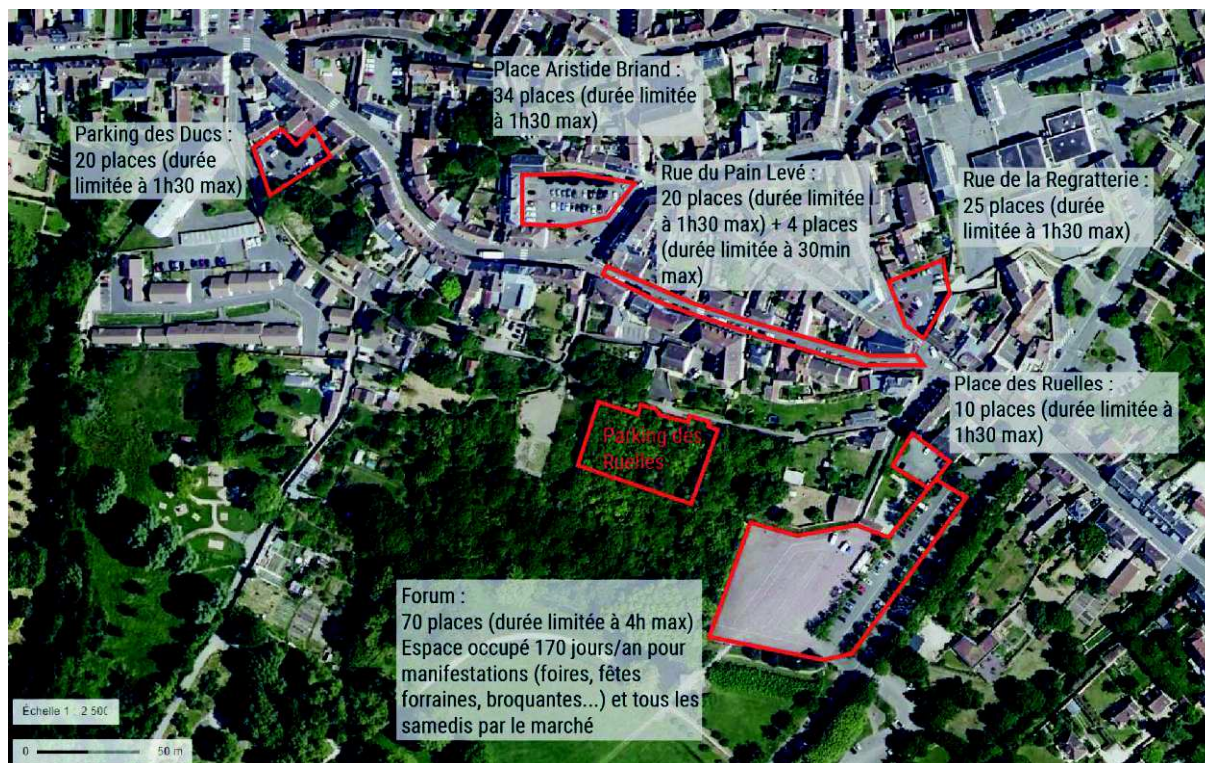 Place Aristide Briand :
34 places (durée limitée
à 1h30 max)
Parking des Ducs :
20 places (durée
limitée à 1h30 max)
Rue du Pain Levé :
20 places (durée limitée
à 1h30 max) + 4 places
(durée limitée à 30min
max)
Rue de la Regratterie :
25 places (durée
limitée à 1h30 max)
Place des Ruelles :
10 places (durée limitée à
1h30 max)
Parking des
Ruelles
Forum :
70 places (durée limitée à 4h max)
Espace occupé 170 jours/an pour
manifestations (foires, fêtes
forraines, broquantes...) et tous les
samedis par le marché
Échelle 1 : 2 500
0 50 m